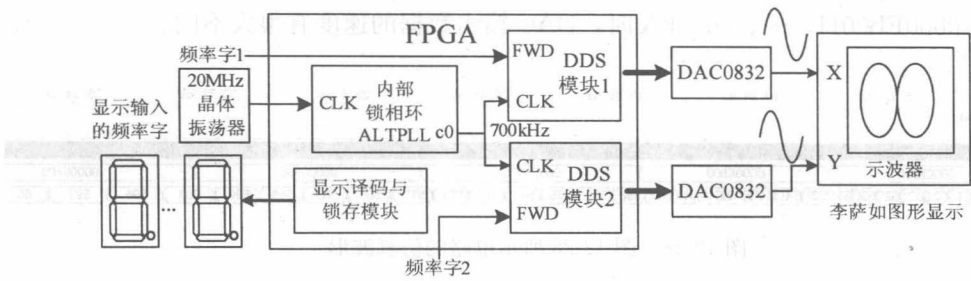 FPGA
频率字1
FWD
DDS
模块1
CLK
20MHz
晶体
振荡器
CLK
内部
锁相环
ALTPLL c0
700kHz
DAC0832
X
显示输入
的频率字
显示译码与
锁存模块
CLK
DDS
模块2
FWD
DAC0832
Y
示波器
李萨如图形显示
...
频率字2